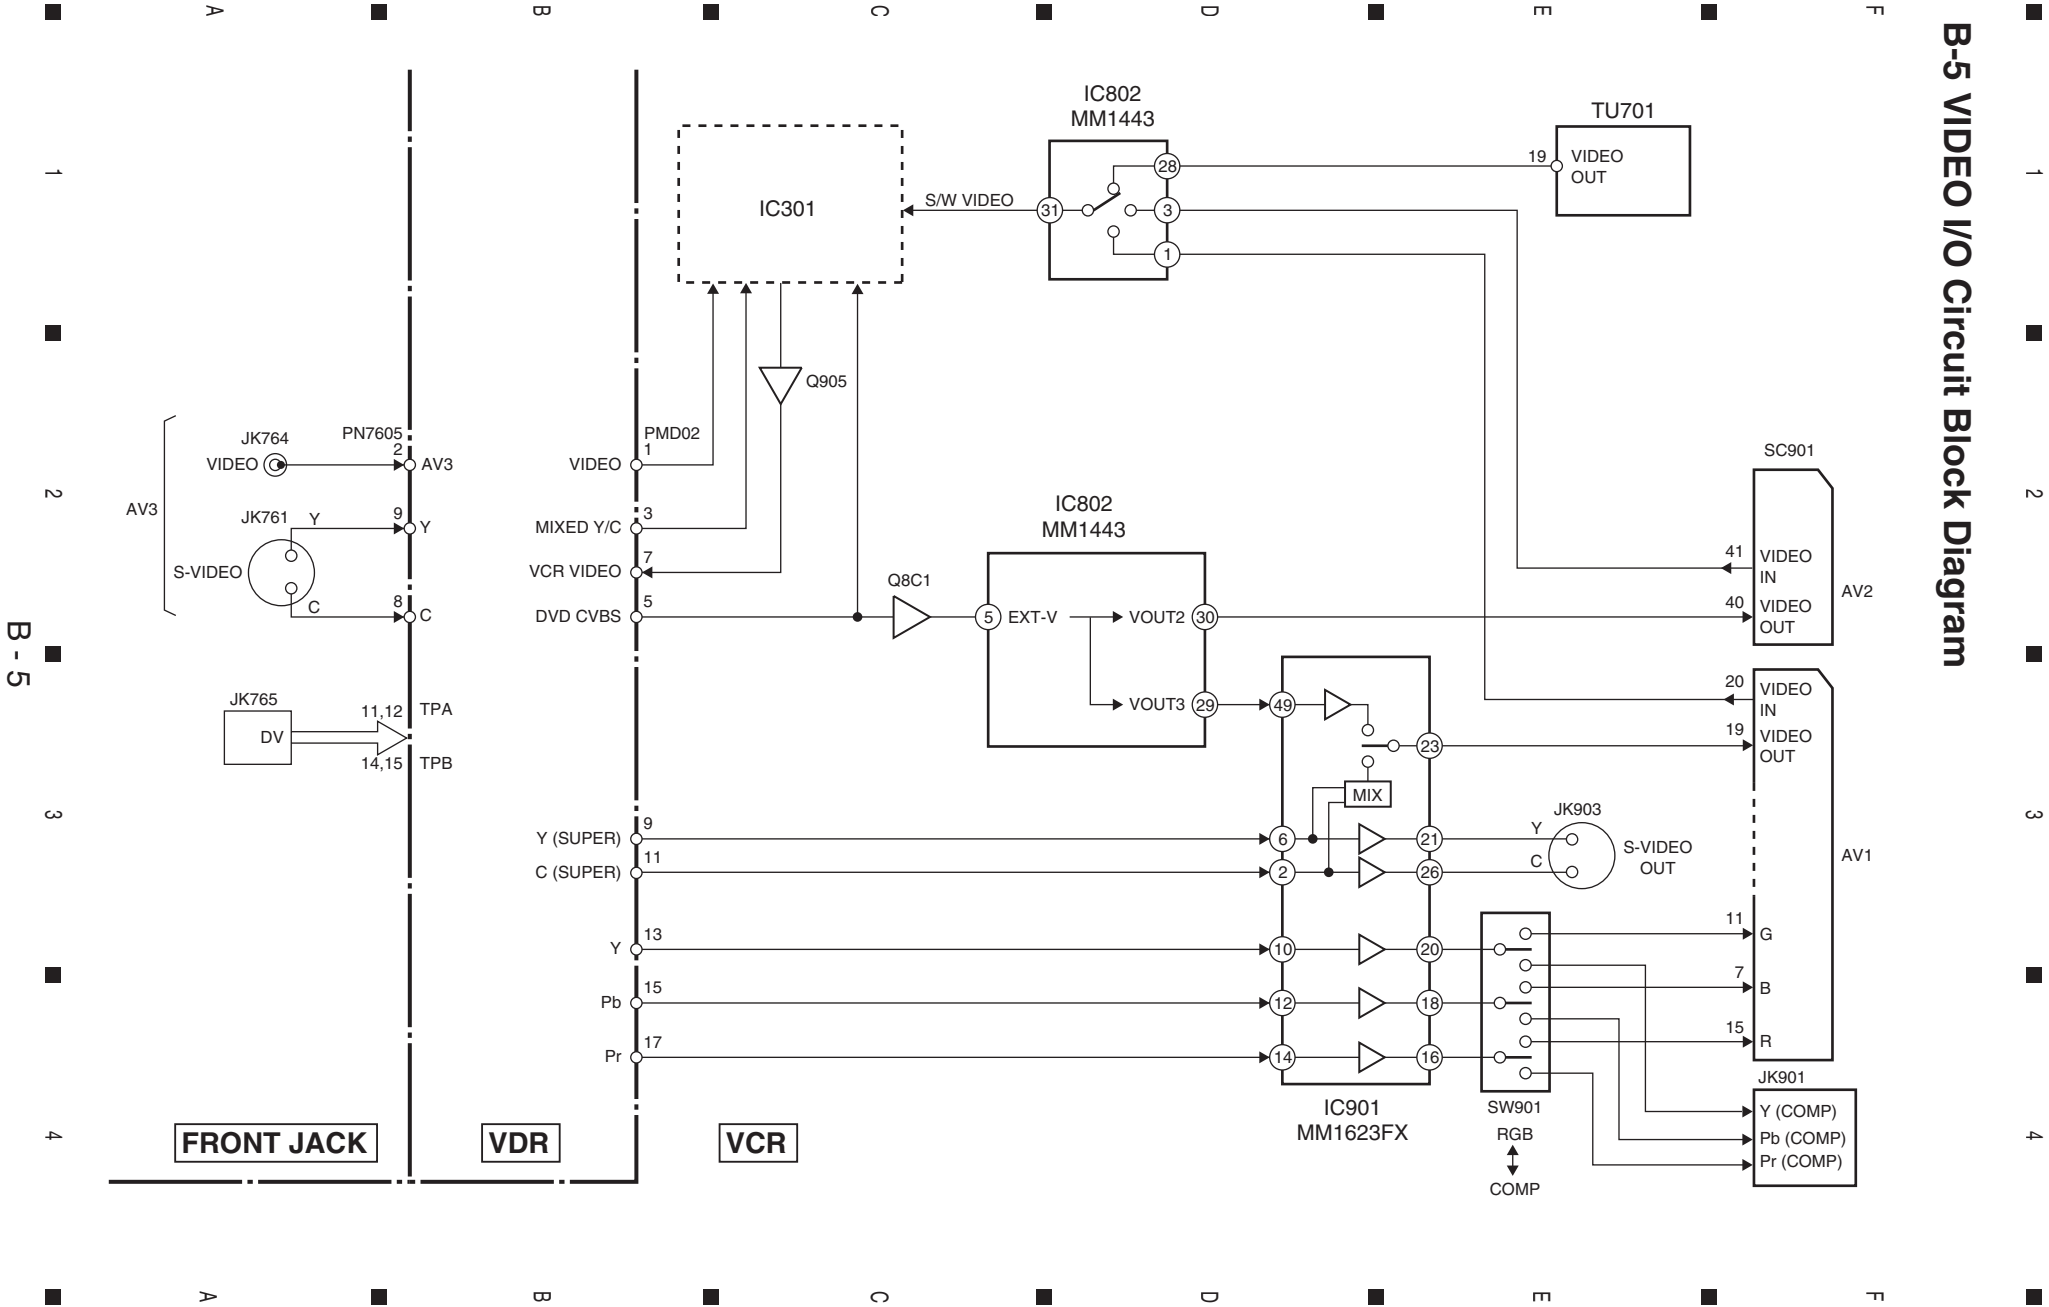 A B C D E F
B-5 VIDEO I/O Circuit Block Diagram
1
1
IC802
MM1443
TU701
28
19
VIDEO
OUT
IC301
S/W VIDEO
31
3
1
Q905
PN7605
PMD02
JK764
VIDEO
2
AV3
VIDEO
1
SC901
2
2
AV3
JK761
Y
9
Y
MIXED Y/C
3
IC802
MM1443
S-VIDEO
VCR VIDEO
7
41
VIDEO
IN
C
8
C
DVD CVBS
5
Q8C1
5
EXT-V
VOUT2
30
40
VIDEO
OUT
AV2
B - 5
JK765
DV
11,12
TPA
14,15
TPB
VOUT3
29
49
20
VIDEO
IN
23
19
VIDEO
OUT
MIX
3
3
Y (SUPER)
9
6
21
Y
JK903
S-VIDEO
OUT
AV1
C (SUPER)
11
2
26
C
11
G
Y
13
10
20
7
B
Pb
15
12
18
15
R
Pr
17
14
16
JK901
IC901
MM1623FX
SW901
RGB
COMP
Y (COMP)
Pb (COMP)
Pr (COMP)
4
4
FRONT JACK
VDR
VCR
A B C D E F